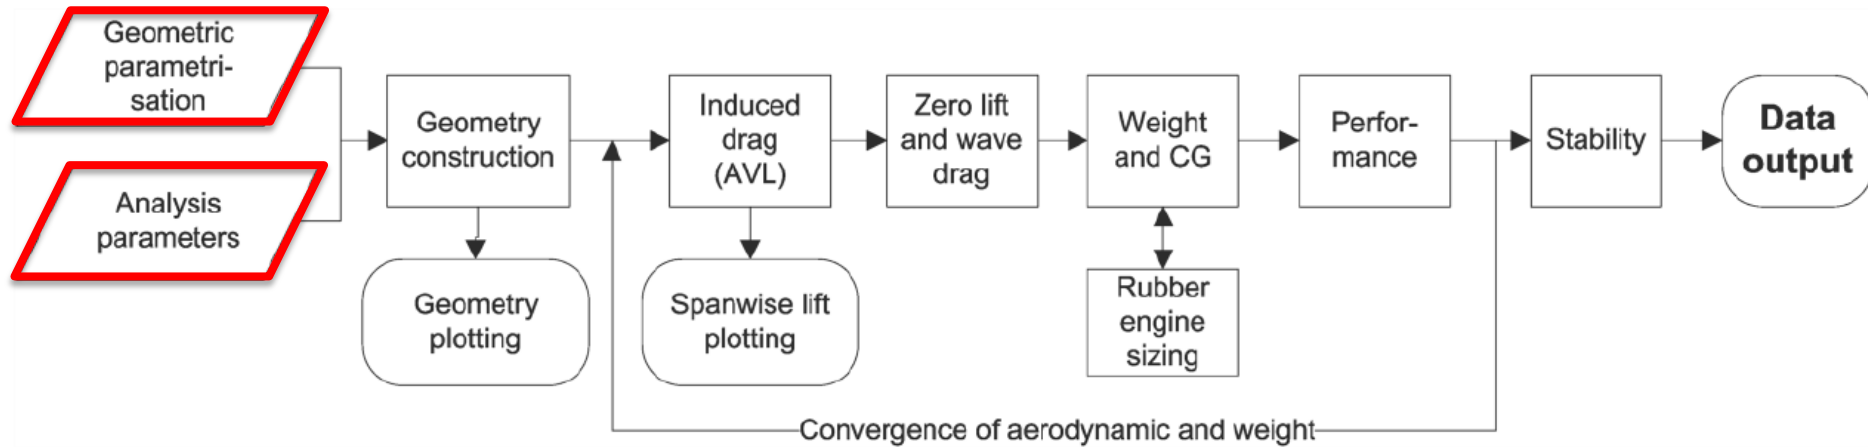 Geometric
parametri-
sation
Analysis
parameters
Geometry
construction
Geometry
plotting
Induced
drag
(AVL)
Spanwise lift
plotting
Zero lift
and wave
drag
Weight
and CG
Rubber
engine
sizing
Perfor-
mance
Stability
Data
output
Convergence of aerodynamic and weight